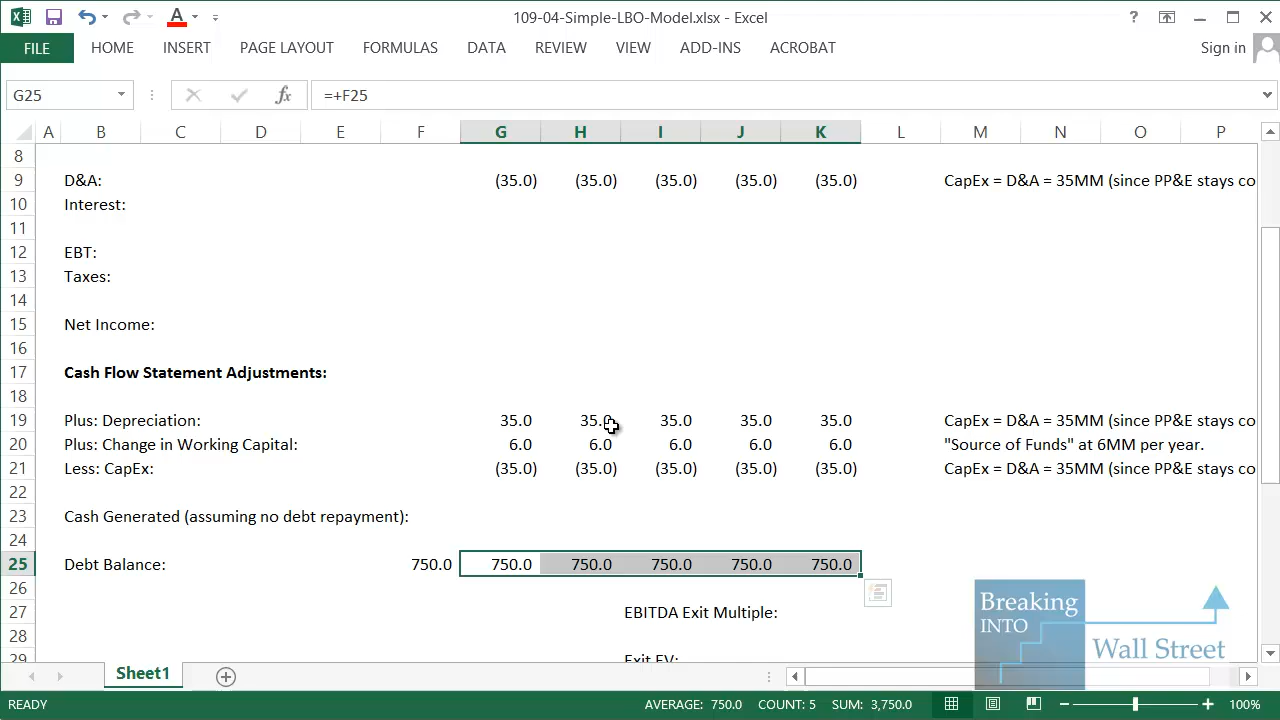 109-04-Simple-LBO-Model.xlsx - Excel
FILE HOME INSERT PAGE LAYOUT FORMULAS DATA REVIEW VIEW ADD-INS ACROBAT Sign in
G25 fx =+F25
A B C D E F G H I J K L M N O P
8
9 D&A: (35.0) (35.0) (35.0) (35.0) (35.0) CapEx = D&A = 35MM (since PP&E stays co
10 Interest:
11
12 EBT:
13 Taxes:
14
15 Net Income:
16
17 Cash Flow Statement Adjustments:
18
19 Plus: Depreciation: 35.0 35.0 35.0 35.0 35.0 CapEx = D&A = 35MM (since PP&E stays co
20 Plus: Change in Working Capital: 6.0 6.0 6.0 6.0 6.0 "Source of Funds" at 6MM per year.
21 Less: CapEx: (35.0) (35.0) (35.0) (35.0) (35.0) CapEx = D&A = 35MM (since PP&E stays co
22
23 Cash Generated (assuming no debt repayment):
24
25 Debt Balance: 750.0 750.0 750.0 750.0 750.0 750.0
26
27 EBITDA Exit Multiple:
28
29 Exit EV:
Breaking
INTO
Wall Street
Sheet1
READY AVERAGE: 750.0 COUNT: 5 SUM: 3,750.0 100%